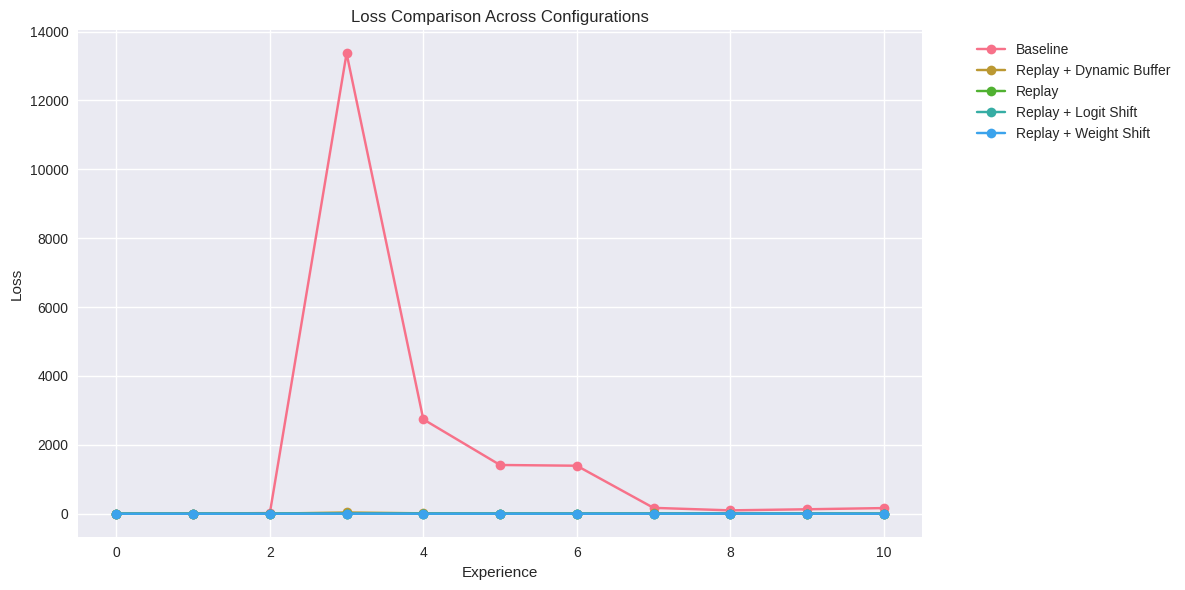 Loss Comparison Across Configurations
14000
12000
10000
8000
6000
4000
2000
0
Loss
0 2 4 6 8 10
Experience
Baseline
Replay + Dynamic Buffer
Replay
Replay + Logit Shift
Replay + Weight Shift